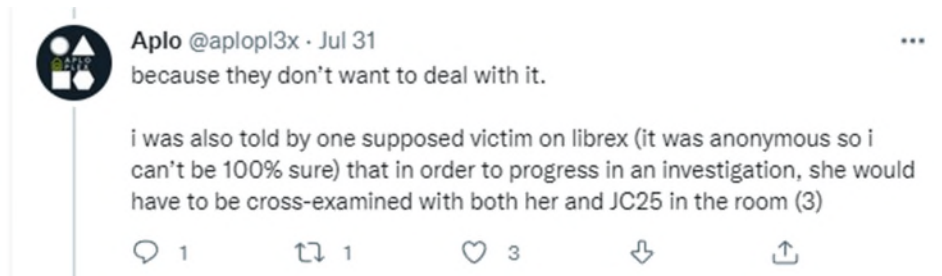 Aplo @aplopl3x · Jul 31
because they don't want to deal with it.
i was also told by one supposed victim on librex (it was anonymous so i
can't be 100% sure) that in order to progress in an investigation, she would
have to be cross-examined with both her and JC25 in the room (3)
1 1 3